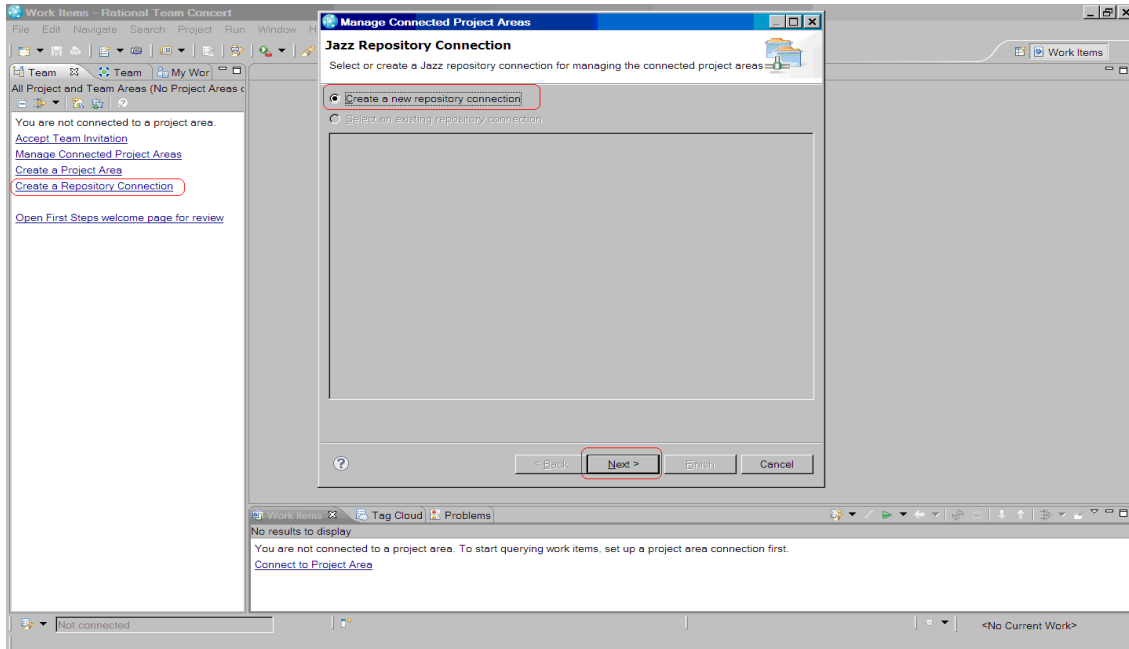 Work Items - Rational Team Concert
File Edit Navigate Search Project Run Window H
Work Items
Team Team My Wor
All Project and Team Areas (No Project Areas c
You are not connected to a project area.
Accept Team Invitation
Manage Connected Project Areas
Create a Project Area
Create a Repository Connection
Open First Steps welcome page for review
Manage Connected Project Areas
Jazz Repository Connection
Select or create a Jazz repository connection for managing the connected project areas
Create a new repository connection
Select an existing repository connection
< Back Next > Finish Cancel
Work Items Tag Cloud Problems
No results to display
You are not connected to a project area. To start querying work items, set up a project area connection first.
Connect to Project Area
Not connected
<No Current Work>